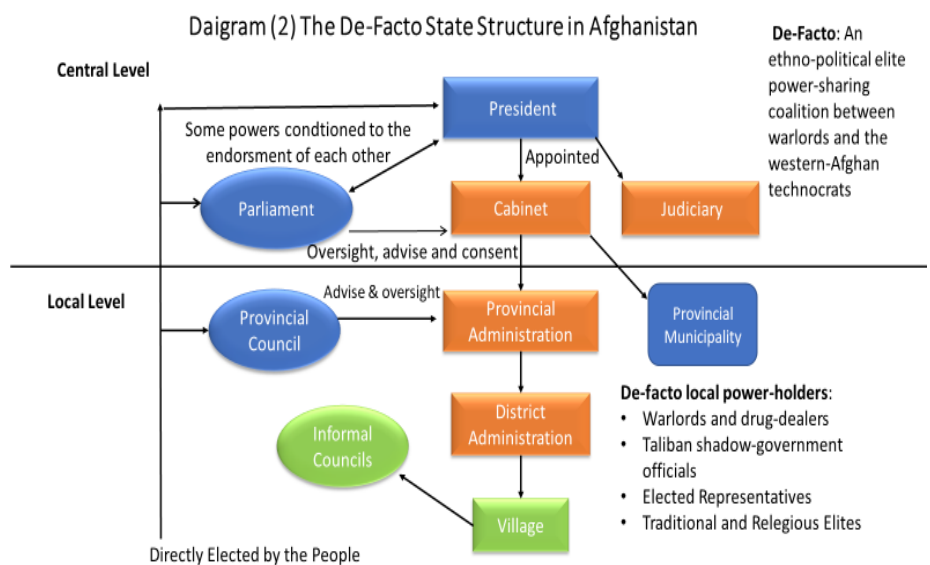 Daigram (2) The De-Facto State Structure in Afghanistan
De-Facto: An
ethno-political elite
power-sharing
coalition between
warlords and the
western-Afghan
technocrats
Central Level
President
Some powers condtioned to the
endorsment of each other
Appointed
Parliament
Cabinet
Judiciary
Oversight, advise and consent
Local Level
Advise & oversight
Provincial
Council
Provincial
Administration
Provincial
Municipality
De-facto local power-holders:
• Warlords and drug-dealers
• Taliban shadow-government
officials
• Elected Representatives
• Traditional and Relegious Elites
District
Administration
Informal
Councils
Village
Directly Elected by the People